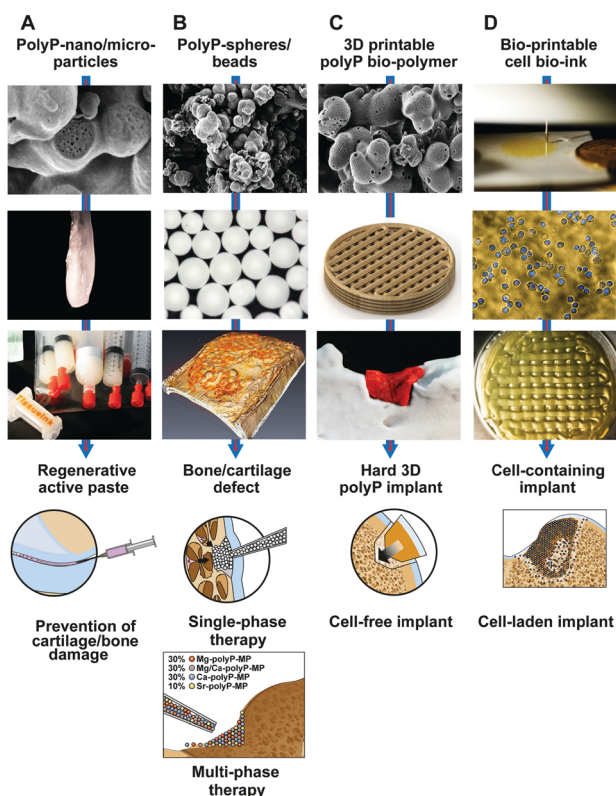 A
PolyP-nano/micro-
particles
TissueInk
Regenerative
active paste
Prevention of
cartilage/bone
damage
B
PolyP-spheres/
beads
Bone/cartilage
defect
Single-phase
therapy
30% Mg-polyP-MP
30% Mg/Ca-polyP-MP
30% Ca-polyP-MP
10% Sr-polyP-MP
Multi-phase
therapy
C
3D printable
polyP bio-polymer
Hard 3D
polyP implant
Cell-free implant
D
Bio-printable
cell bio-ink
Cell-containing
implant
Cell-laden implant